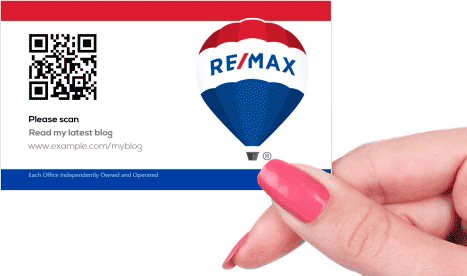 RE/MAX
Please scan
Read my latest blog
www.example.com/myblog
®
Each Office Independently Owned and Operated